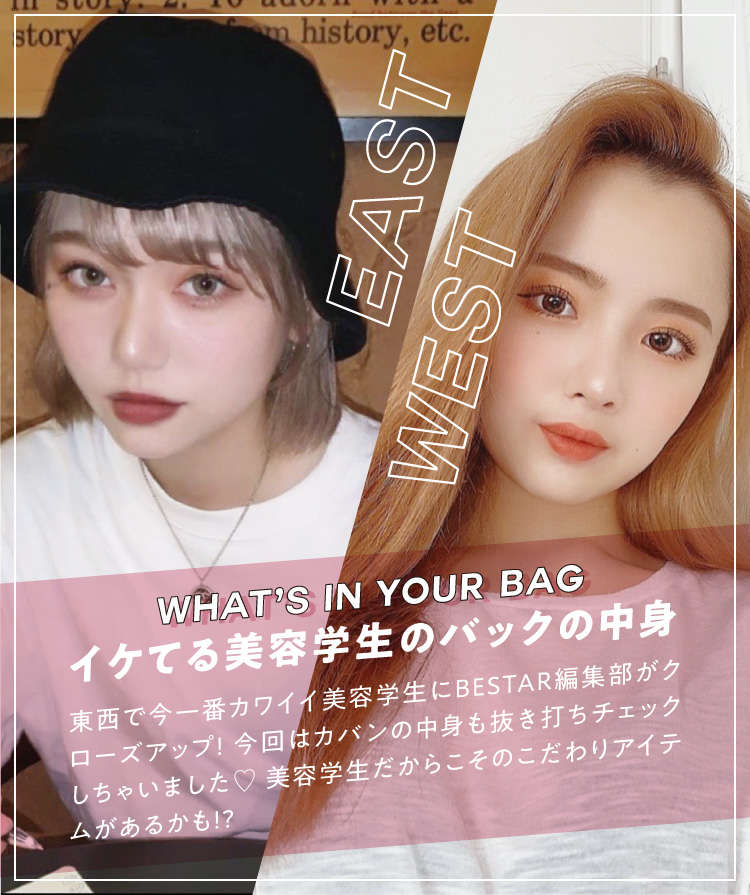 in story. 2. To adorn with a
story from history, etc.
EAST
WEST
WHAT'S IN YOUR BAG
イケてる美容学生のバックの中身
東西で今一番カワイイ美容学生にBESTAR編集部がク
ローズアップ! 今回はカバンの中身も抜き打ちチェック
しちゃいました♡ 美容学生だからこそのこだわりアイテ
ムがあるかも!?